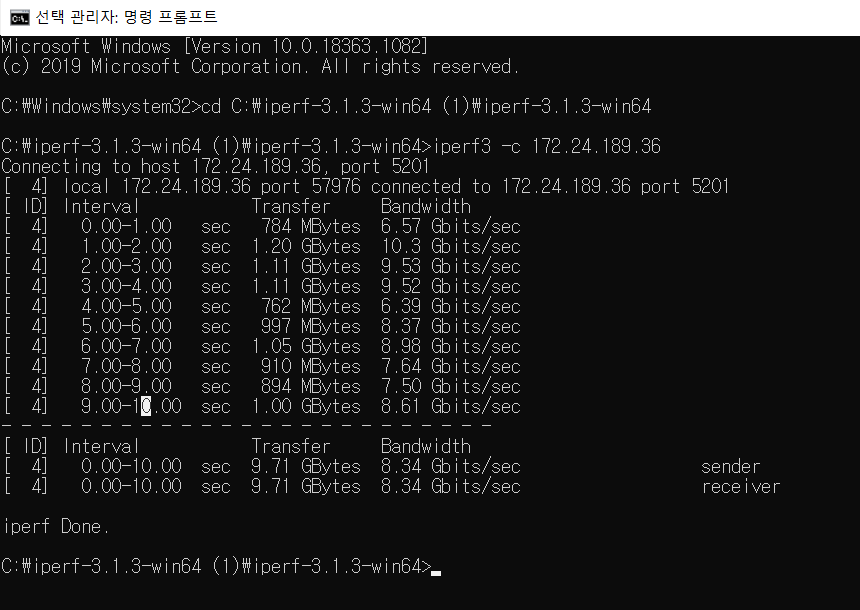 선택 관리자: 명령 프롬프트
Microsoft Windows [Version 10.0.18363.1082]
(c) 2019 Microsoft Corporation. All rights reserved.
C:₩Windows₩system32>cd C:₩iperf-3.1.3-win64 (1)₩iperf-3.1.3-win64
C:₩iperf-3.1.3-win64 (1)₩iperf-3.1.3-win64>iperf3 -c 172.24.189.36
Connecting to host 172.24.189.36, port 5201
[  4] local 172.24.189.36 port 57976 connected to 172.24.189.36 port 5201
[ ID] Interval           Transfer     Bandwidth
[  4]   0.00-1.00   sec   784 MBytes  6.57 Gbits/sec
[  4]   1.00-2.00   sec  1.20 GBytes  10.3 Gbits/sec
[  4]   2.00-3.00   sec  1.11 GBytes  9.53 Gbits/sec
[  4]   3.00-4.00   sec  1.11 GBytes  9.52 Gbits/sec
[  4]   4.00-5.00   sec   762 MBytes  6.39 Gbits/sec
[  4]   5.00-6.00   sec   997 MBytes  8.37 Gbits/sec
[  4]   6.00-7.00   sec  1.05 GBytes  8.98 Gbits/sec
[  4]   7.00-8.00   sec   910 MBytes  7.64 Gbits/sec
[  4]   8.00-9.00   sec   894 MBytes  7.50 Gbits/sec
[  4]   9.00-10.00  sec  1.00 GBytes  8.61 Gbits/sec
- - - - - - - - - - - - - - - - - - - - - - - - -
[ ID] Interval           Transfer     Bandwidth
[  4]   0.00-10.00  sec  9.71 GBytes  8.34 Gbits/sec                  sender
[  4]   0.00-10.00  sec  9.71 GBytes  8.34 Gbits/sec                  receiver
iperf Done.
C:₩iperf-3.1.3-win64 (1)₩iperf-3.1.3-win64>